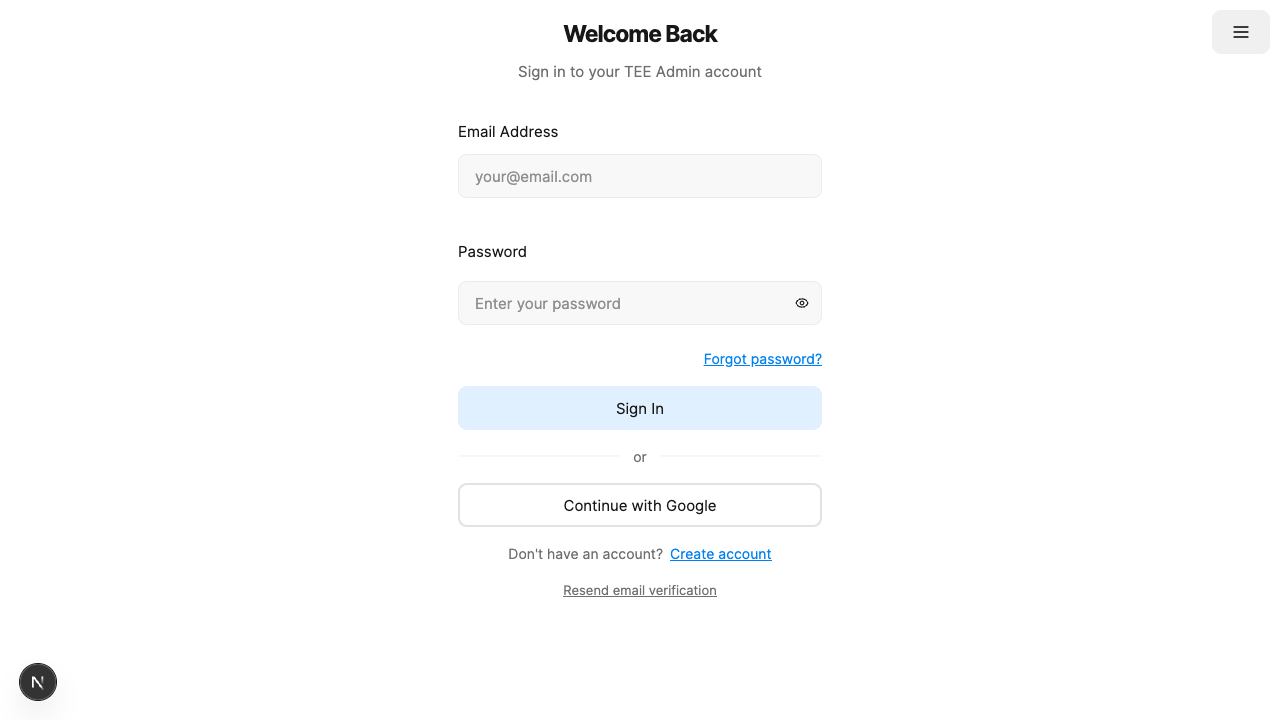 Welcome Back
Sign in to your TEE Admin account
Email Address
your@email.com
Password
Enter your password
Forgot password?
Sign In
or
Continue with Google
Don't have an account? Create account
Resend email verification
N